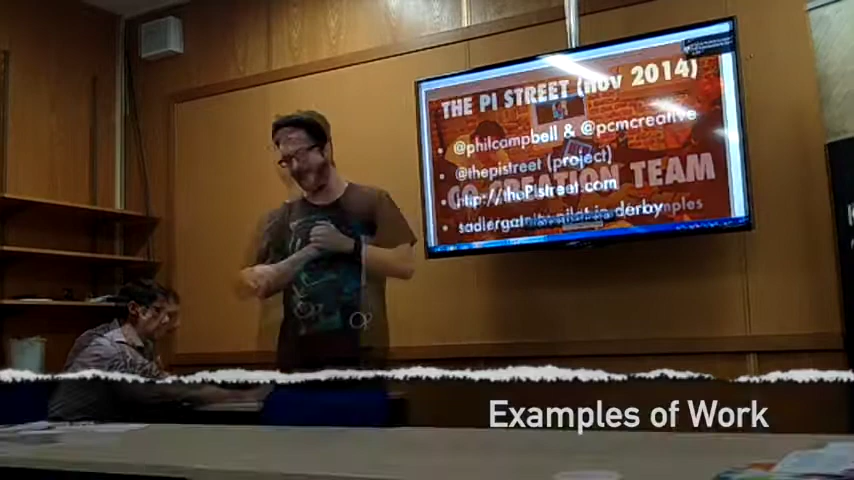 THE PI STREET (nov 2014)
@philcampbell & @pcmcreative
@thepistreet (project)
CO-CREATION TEAM
http://thePIstreet.com
in derby
Examples of Work